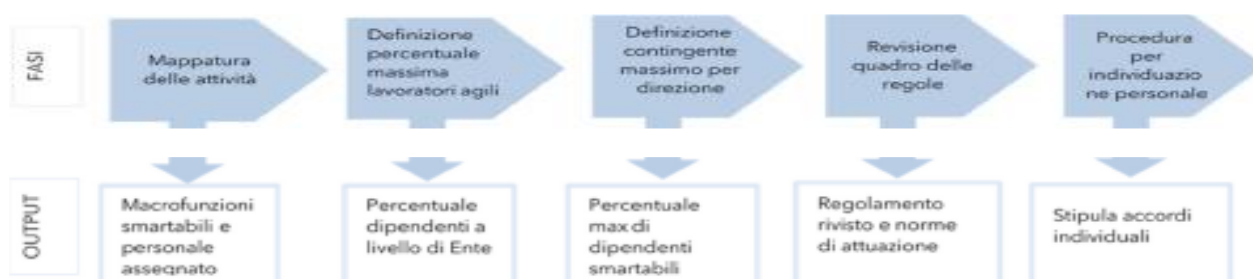 FASI
Mappatura
delle attività
Definizione
percentuale
massima
lavoratori agili
Definizione
contingente
massimo per
direzione
Revisione
quadro delle
regole
Procedura
per
individuazio
ne personale
OUTPUT
Macrofunzioni
smartabili e
personale
assegnato
Percentuale
dipendenti a
livello di Ente
Percentuale
max di
dipendenti
smartabili
Regolamento
rivisto e norme
di attuazione
Stipula accordi
individuali